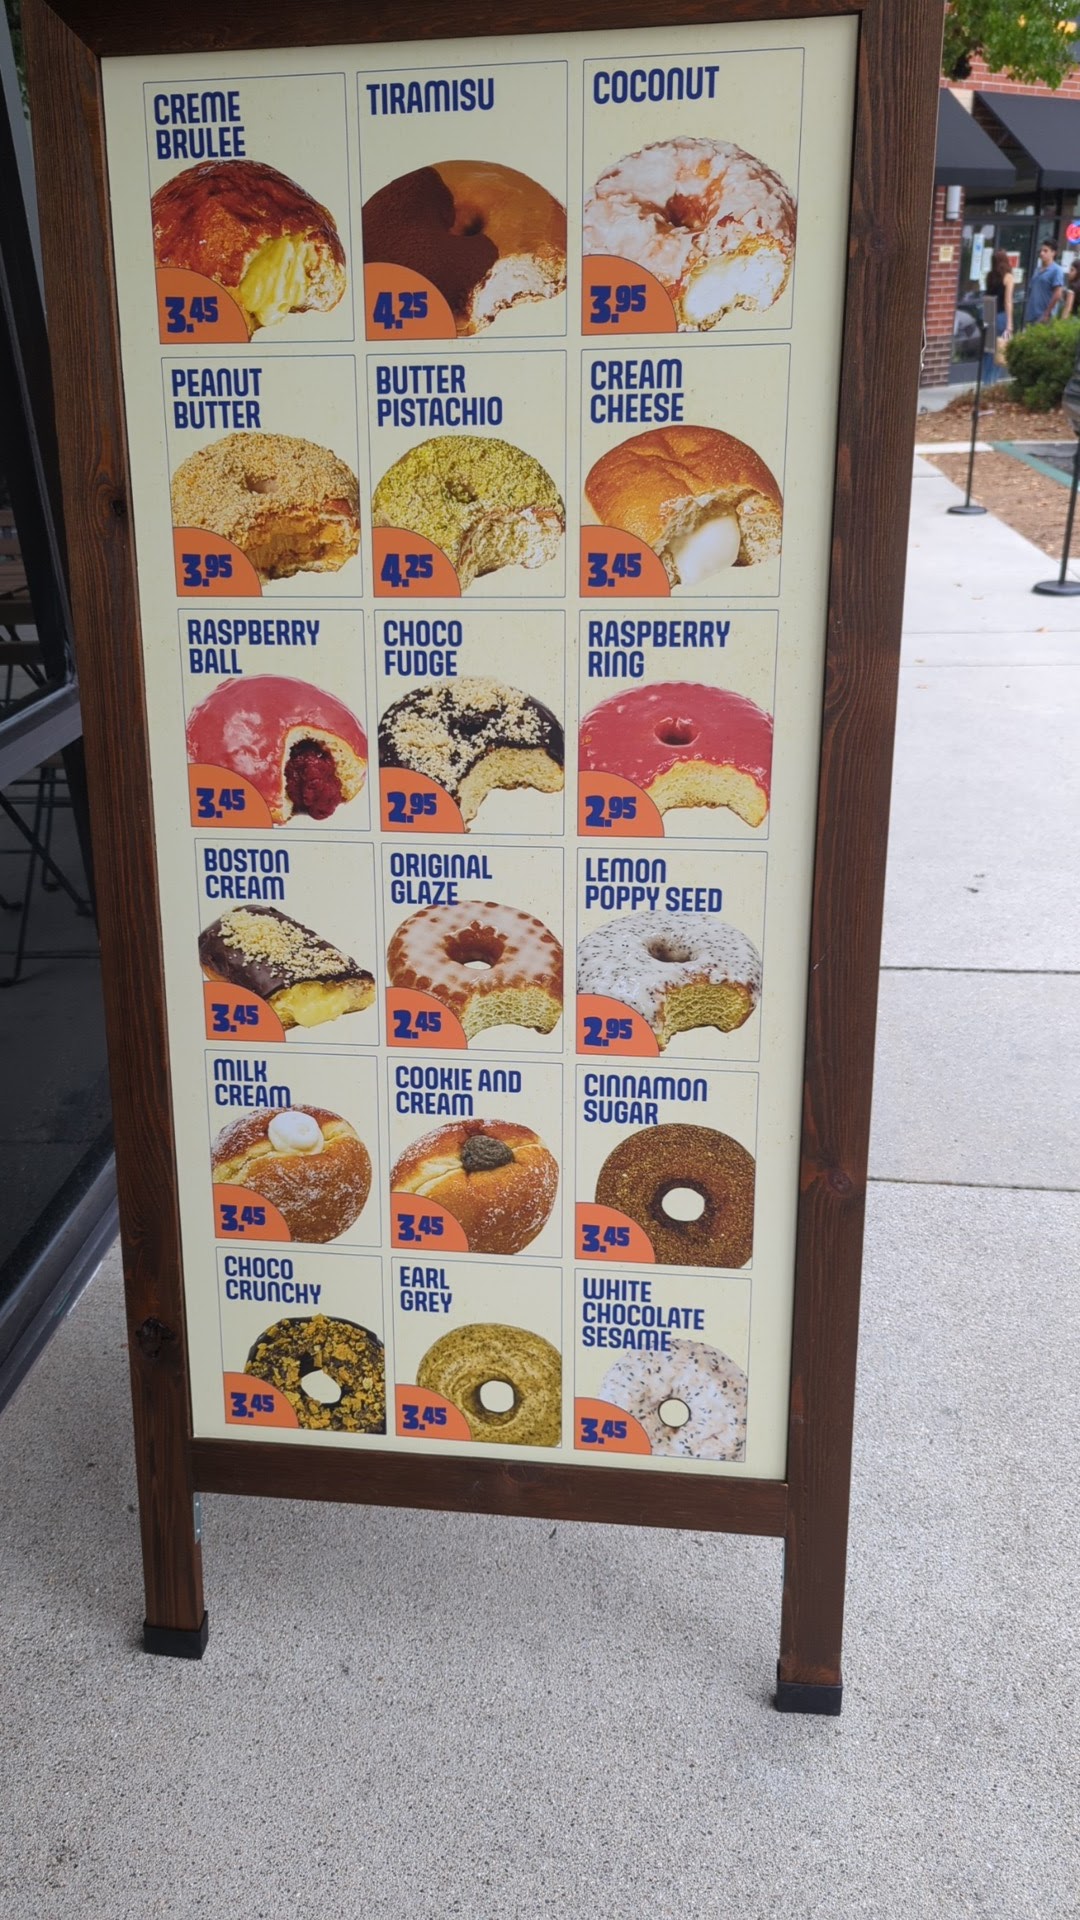 CREME
BRULEE
3.45
TIRAMISU
4.25
COCONUT
3.95
PEANUT
BUTTER
3.95
BUTTER
PISTACHIO
4.25
CREAM
CHEESE
3.45
RASPBERRY
BALL
3.45
CHOCO
FUDGE
2.95
RASPBERRY
RING
2.95
BOSTON
CREAM
3.45
ORIGINAL
GLAZE
2.45
LEMON
POPPY SEED
2.95
MILK
CREAM
3.45
COOKIE AND
CREAM
3.45
CINNAMON
SUGAR
3.45
CHOCO
CRUNCHY
3.45
EARL
GREY
3.45
WHITE
CHOCOLATE
SESAME
3.45
112